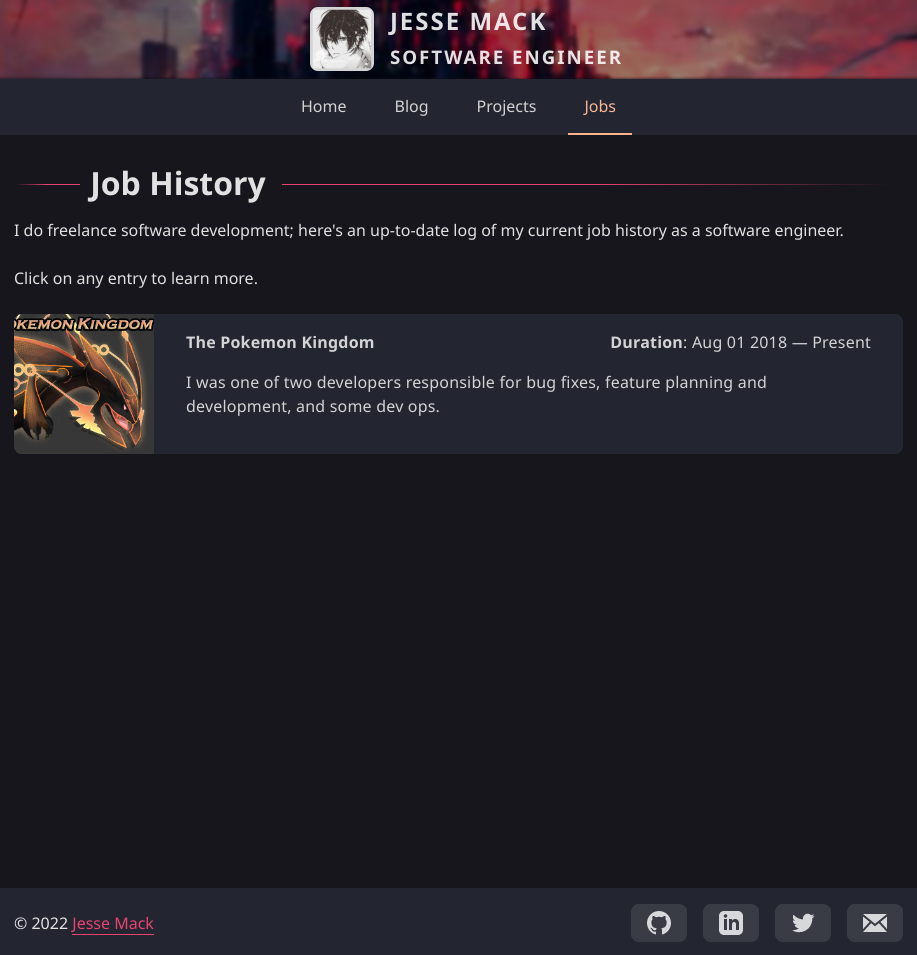 JESSE MACK
SOFTWARE ENGINEER
Home Blog Projects Jobs
Job History
I do freelance software development; here's an up-to-date log of my current job history as a software engineer.
Click on any entry to learn more.
POKEMON KINGDOM
The Pokemon Kingdom Duration: Aug 01 2018 — Present
I was one of two developers responsible for bug fixes, feature planning and
development, and some dev ops.
© 2022 Jesse Mack
in